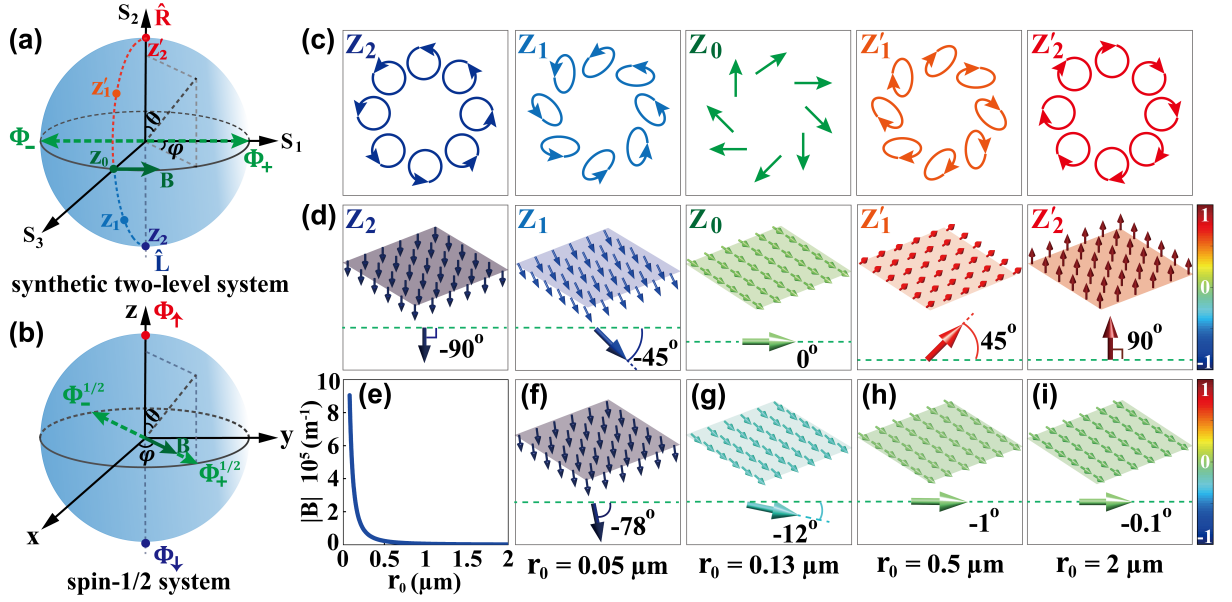 (a)
S₂ R̂
Z′₂
Z′₁
θ
Φ₋
φ
S₁
Φ₊
Z₀
B
S₃
Z₁
Z₂
L̂
synthetic two-level system
(b)
z Φ↑
Φ₋^1/2
θ
B
y
φ
Φ₊^1/2
x
Φ↓
spin-1/2 system
(c)
Z₂
Z₁
Z₀
Z′₁
Z′₂
(d)
Z₂
Z₁
Z₀
Z′₁
Z′₂
-90°
-45°
0°
45°
90°
1
0
-1
(e)
|B| 10⁵ (m⁻¹)
10
8
6
4
2
0
0 0.5 1 1.5 2
r₀ (μm)
(f)
-78°
r₀ = 0.05 μm
(g)
-12°
r₀ = 0.13 μm
(h)
-1°
r₀ = 0.5 μm
(i)
-0.1°
r₀ = 2 μm
1
0
-1